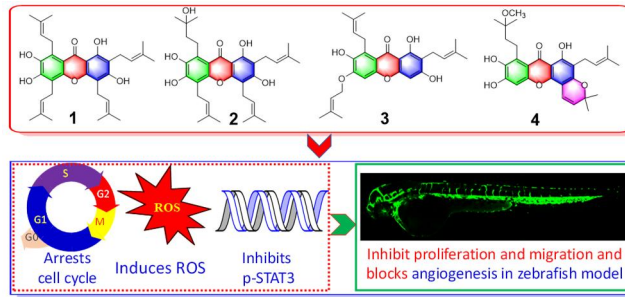 OH
OH
OCH3
O OH
O OH
O OH
O OH
HO
HO
HO
HO
HO
O
OH
HO
O
OH
O
O
OH
HO
O
O
1
2
3
4
S
G2
G1
M
G0
ROS
Arrests
cell cycle
Induces ROS
Inhibits
p-STAT3
Inhibit proliferation and migration and
blocks angiogenesis in zebrafish model